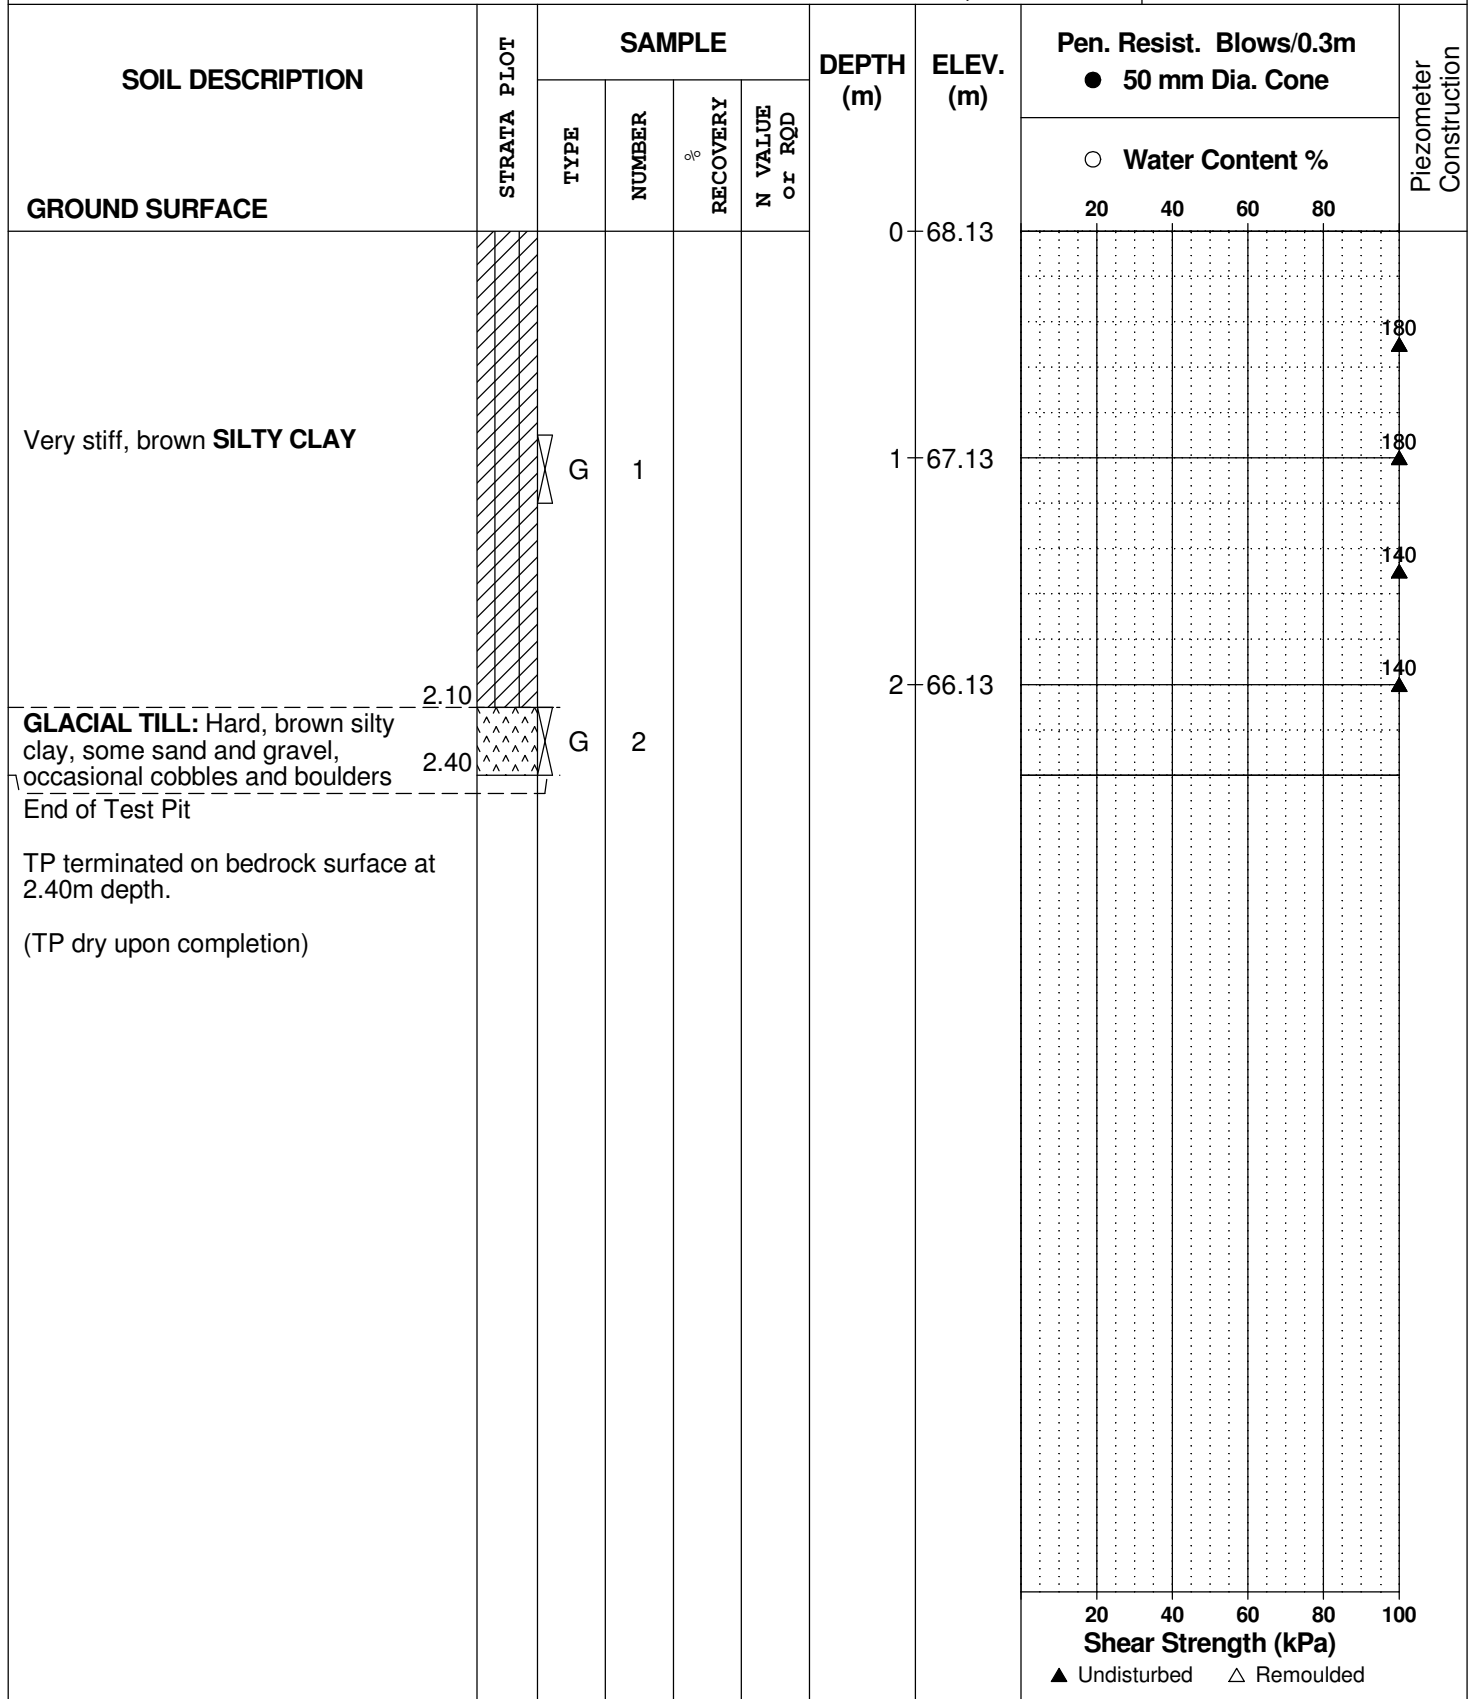 SOIL DESCRIPTION
GROUND SURFACE
STRATA PLOT
SAMPLE
TYPE
NUMBER
%
RECOVERY
N VALUE
or RQD
DEPTH
(m)
ELEV.
(m)
Pen. Resist. Blows/0.3m
● 50 mm Dia. Cone
○ Water Content %
20 40 60 80
Piezometer
Construction
0 68.13
180
Very stiff, brown SILTY CLAY
G 1
1 67.13
180
140
2 66.13
140
2.10
GLACIAL TILL: Hard, brown silty
clay, some sand and gravel,
occasional cobbles and boulders
2.40
G 2
End of Test Pit
TP terminated on bedrock surface at
2.40m depth.
(TP dry upon completion)
20 40 60 80 100
Shear Strength (kPa)
▲ Undisturbed △ Remoulded